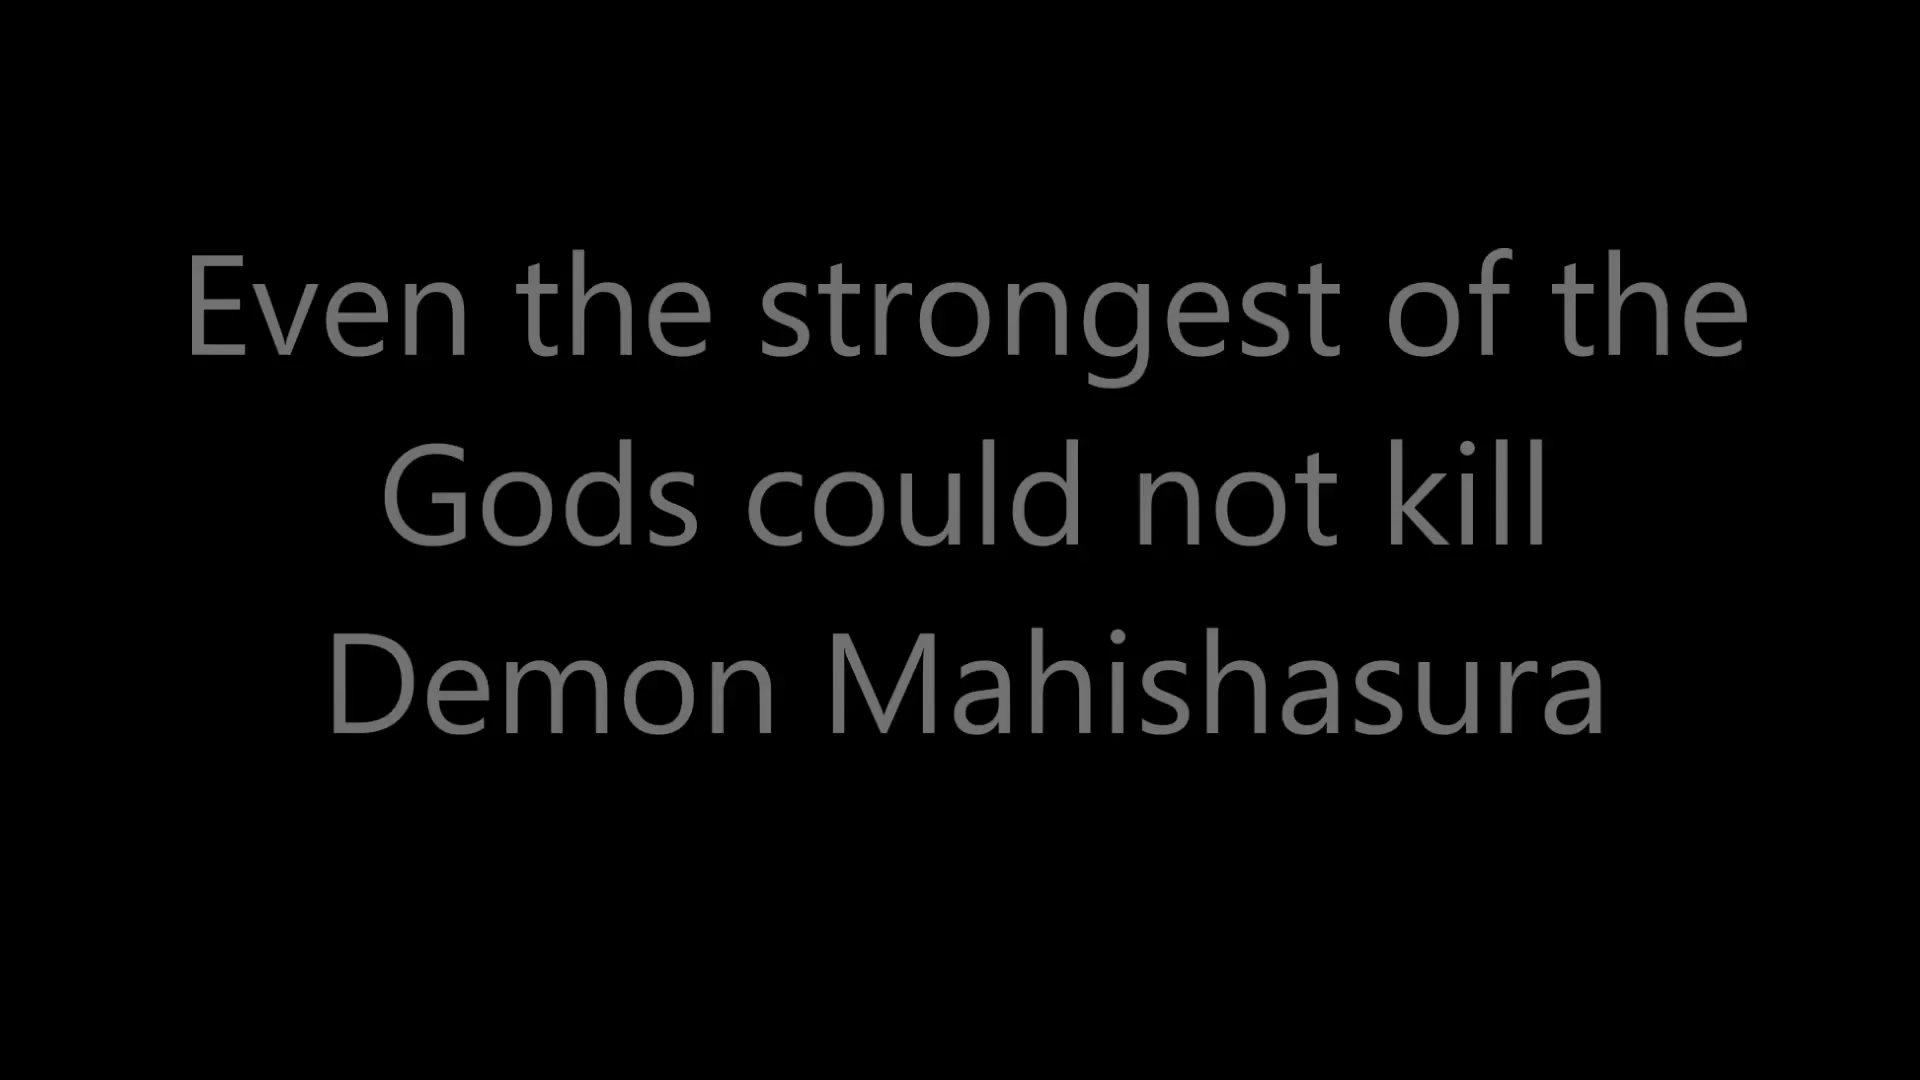 Even the strongest of the
Gods could not kill
Demon Mahishasura